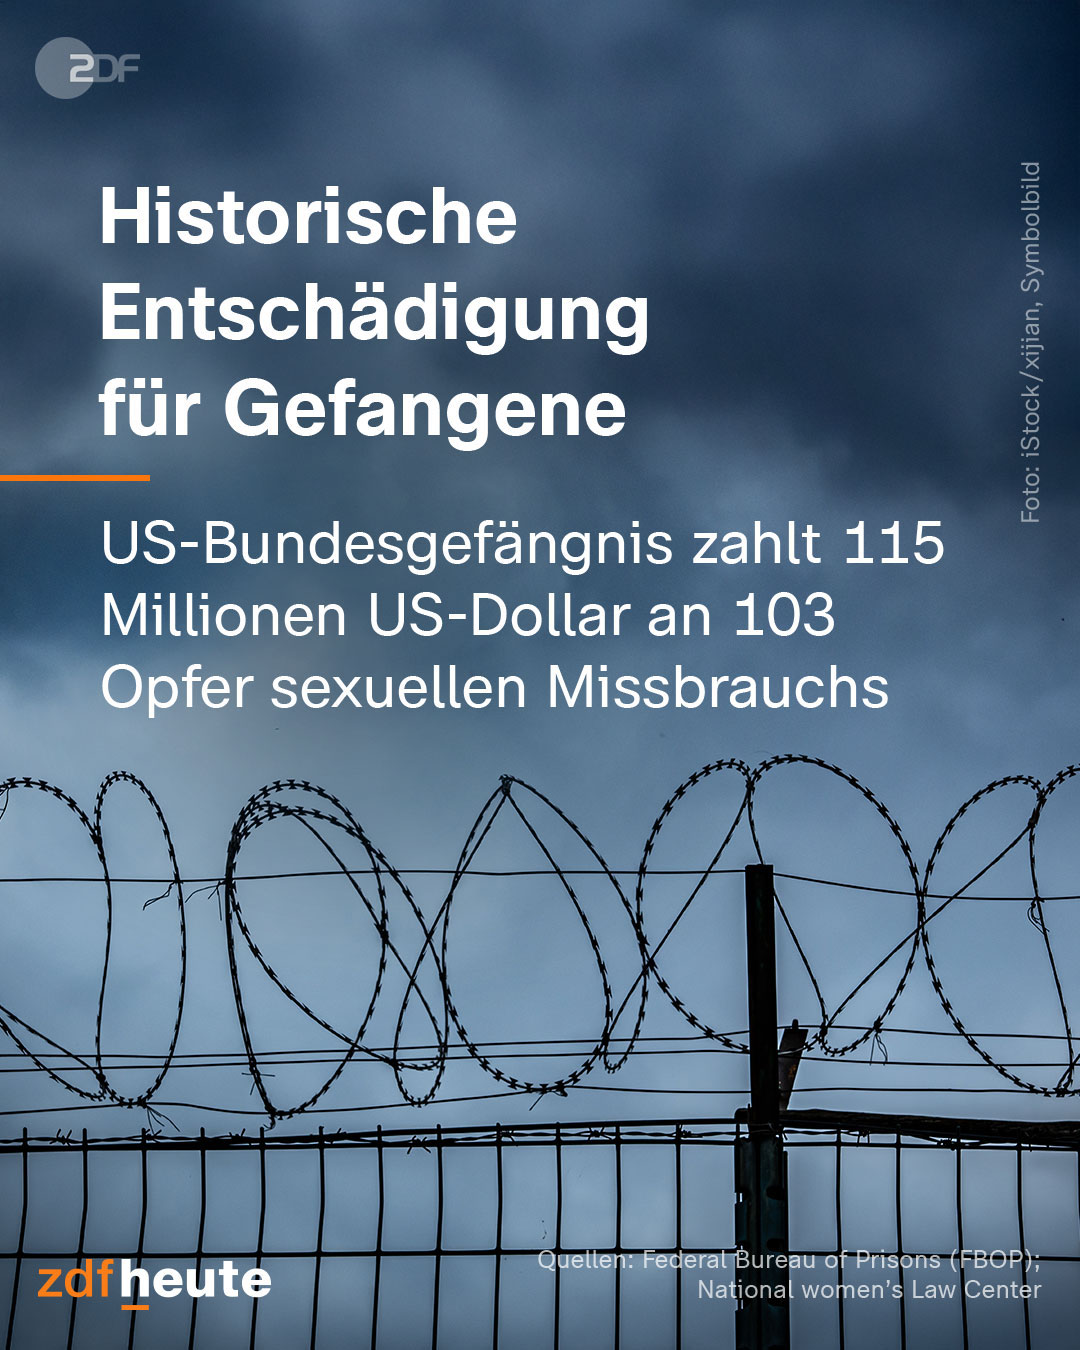 ZDF
Historische
Entschädigung
für Gefangene
US-Bundesgefängnis zahlt 115
Millionen US-Dollar an 103
Opfer sexuellen Missbrauchs
Foto: iStock/xijian, Symbolbild
zdfheute
Quellen: Federal Bureau of Prisons (FBOP);
National women's Law Center